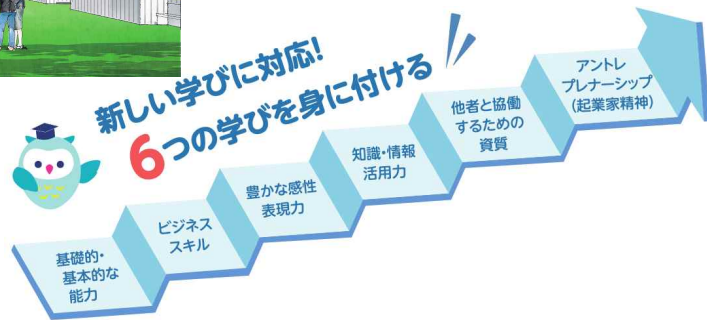 新しい学びに対応!
6つの学びを身に付ける
基礎的・
基本的な
能力
ビジネス
スキル
豊かな感性
表現力
知識・情報
活用力
他者と協働
するための
資質
アントレ
プレナーシップ
(起業家精神)